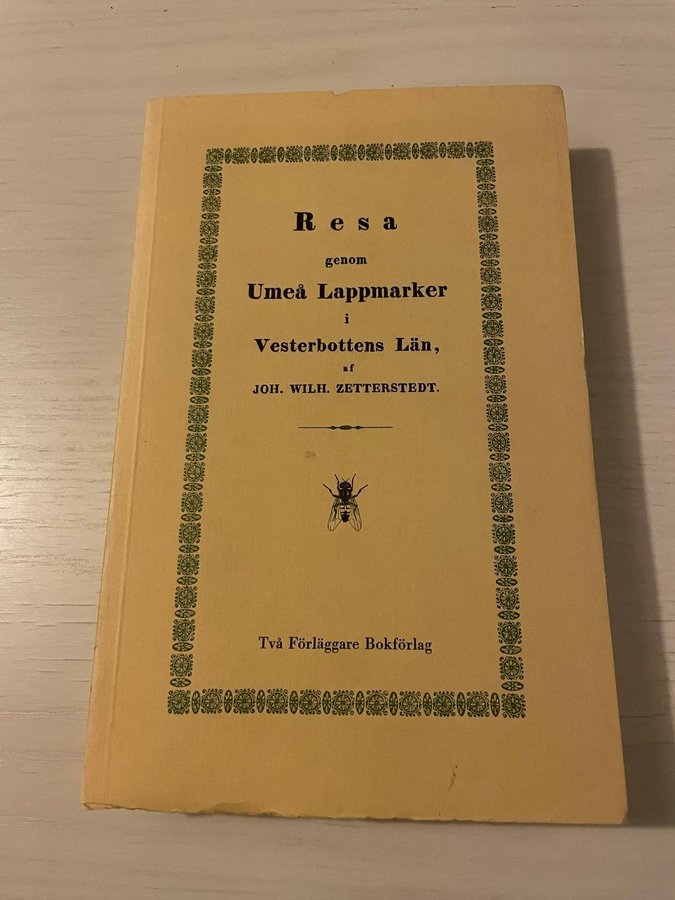 Resa
genom
Umeå Lappmarker
i
Vesterbottens Län,
af
JOH. WILH. ZETTERSTEDT.
Två Förläggare Bokförlag